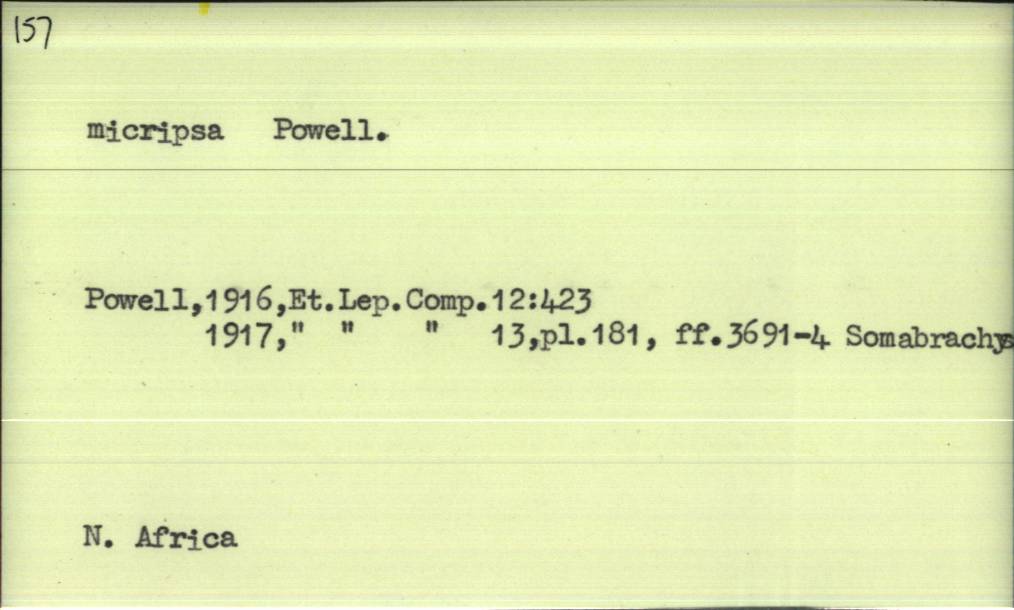 157
micripsa Powell.
Powell,1916,Et.Lep.Comp.12:423
1917," " " 13,pl.181, ff.3691-4 Somabrachys
N. Africa